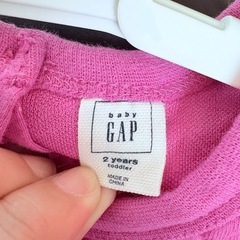 baby
GAP
2 years
toddler
MADE IN
CHINA